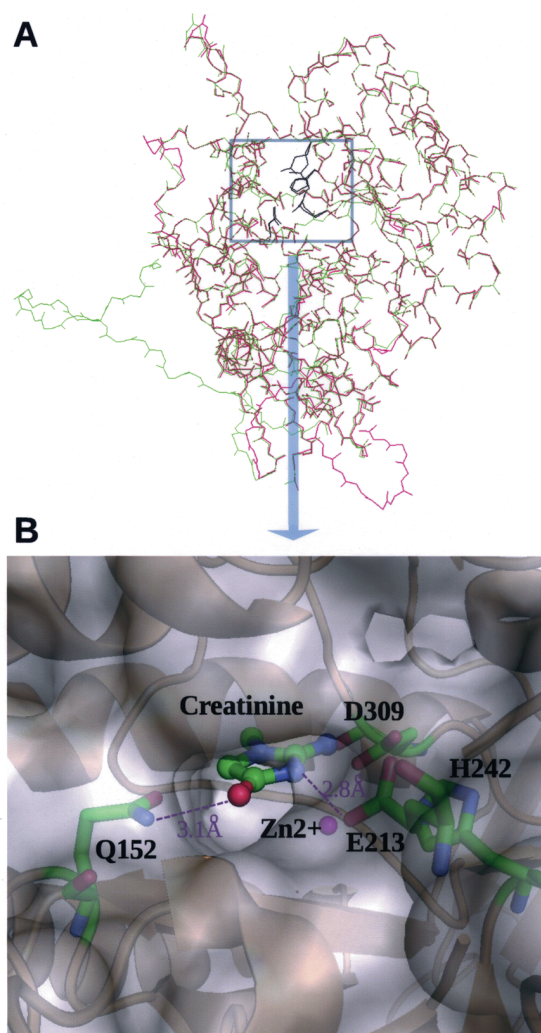 A
B
Creatinine
D309
H242
2.8Å
Zn2+
E213
3.1Å
Q152